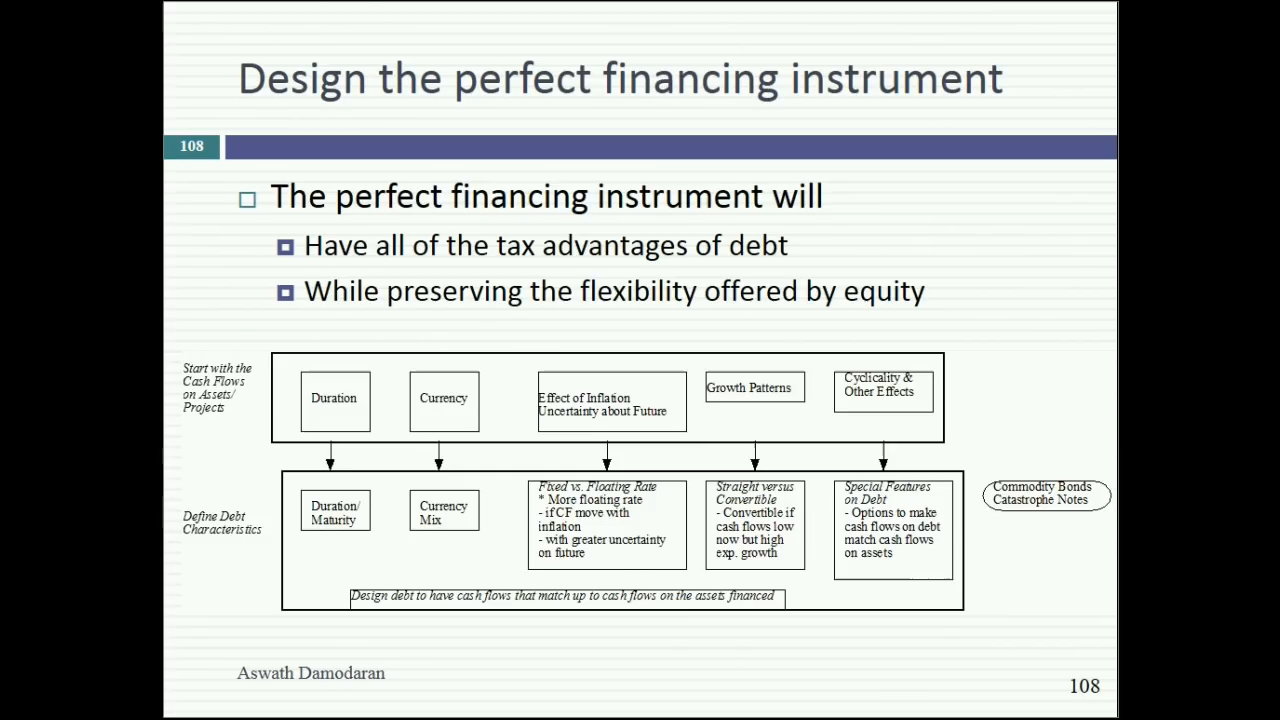 Design the perfect financing instrument
108
The perfect financing instrument will
Have all of the tax advantages of debt
While preserving the flexibility offered by equity
Start with the
Cash Flows
on Assets/
Projects
Duration
Currency
Effect of Inflation
Uncertainty about Future
Growth Patterns
Cyclicality &
Other Effects
Define Debt
Characteristics
Duration/
Maturity
Currency
Mix
Fixed vs. Floating Rate
* More floating rate
- if CF move with
inflation
- with greater uncertainty
on future
Straight versus
Convertible
- Convertible if
cash flows low
now but high
exp. growth
Special Features
on Debt
- Options to make
cash flows on debt
match cash flows
on assets
Commodity Bonds
Catastrophe Notes
Design debt to have cash flows that match up to cash flows on the assets financed
Aswath Damodaran
108